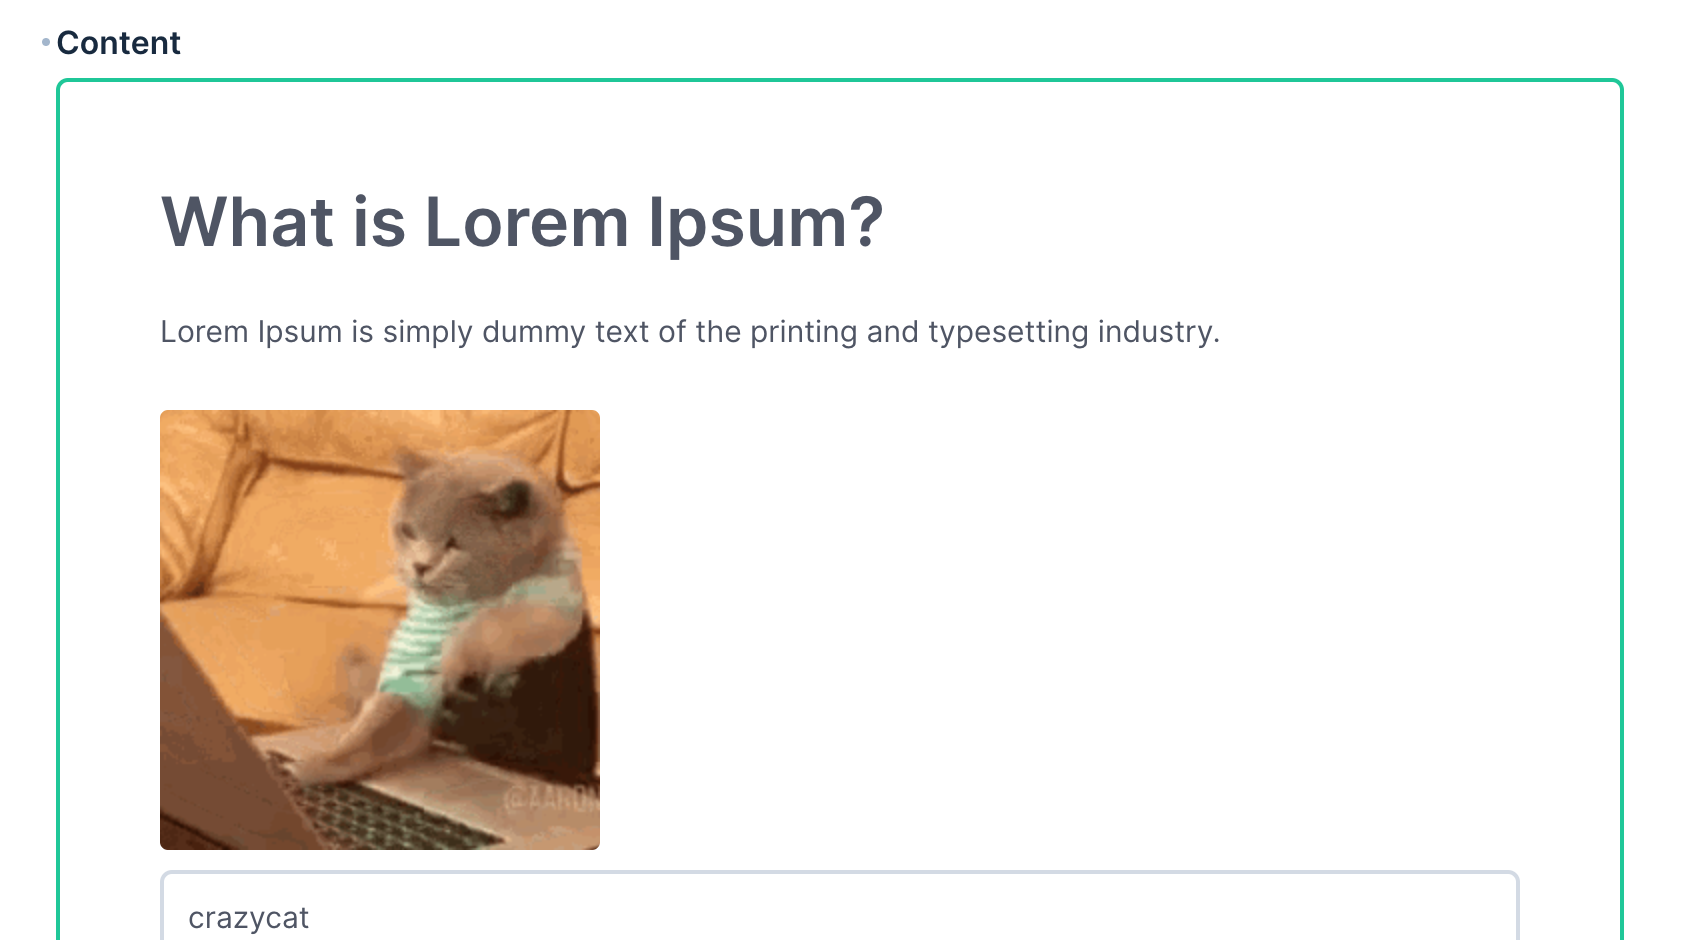 Content
What is Lorem Ipsum?
Lorem Ipsum is simply dummy text of the printing and typesetting industry.
@AARON
crazycat